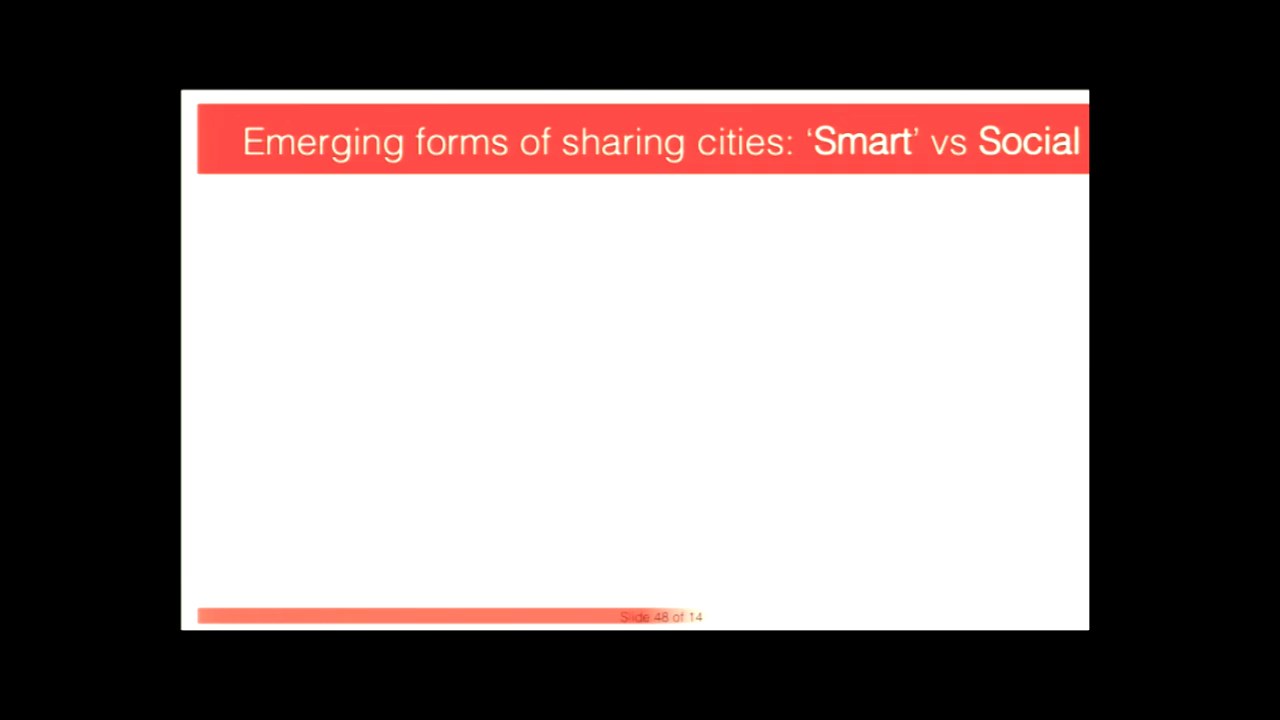 Emerging forms of sharing cities: ‘Smart’ vs Social
Slide 48 of 14